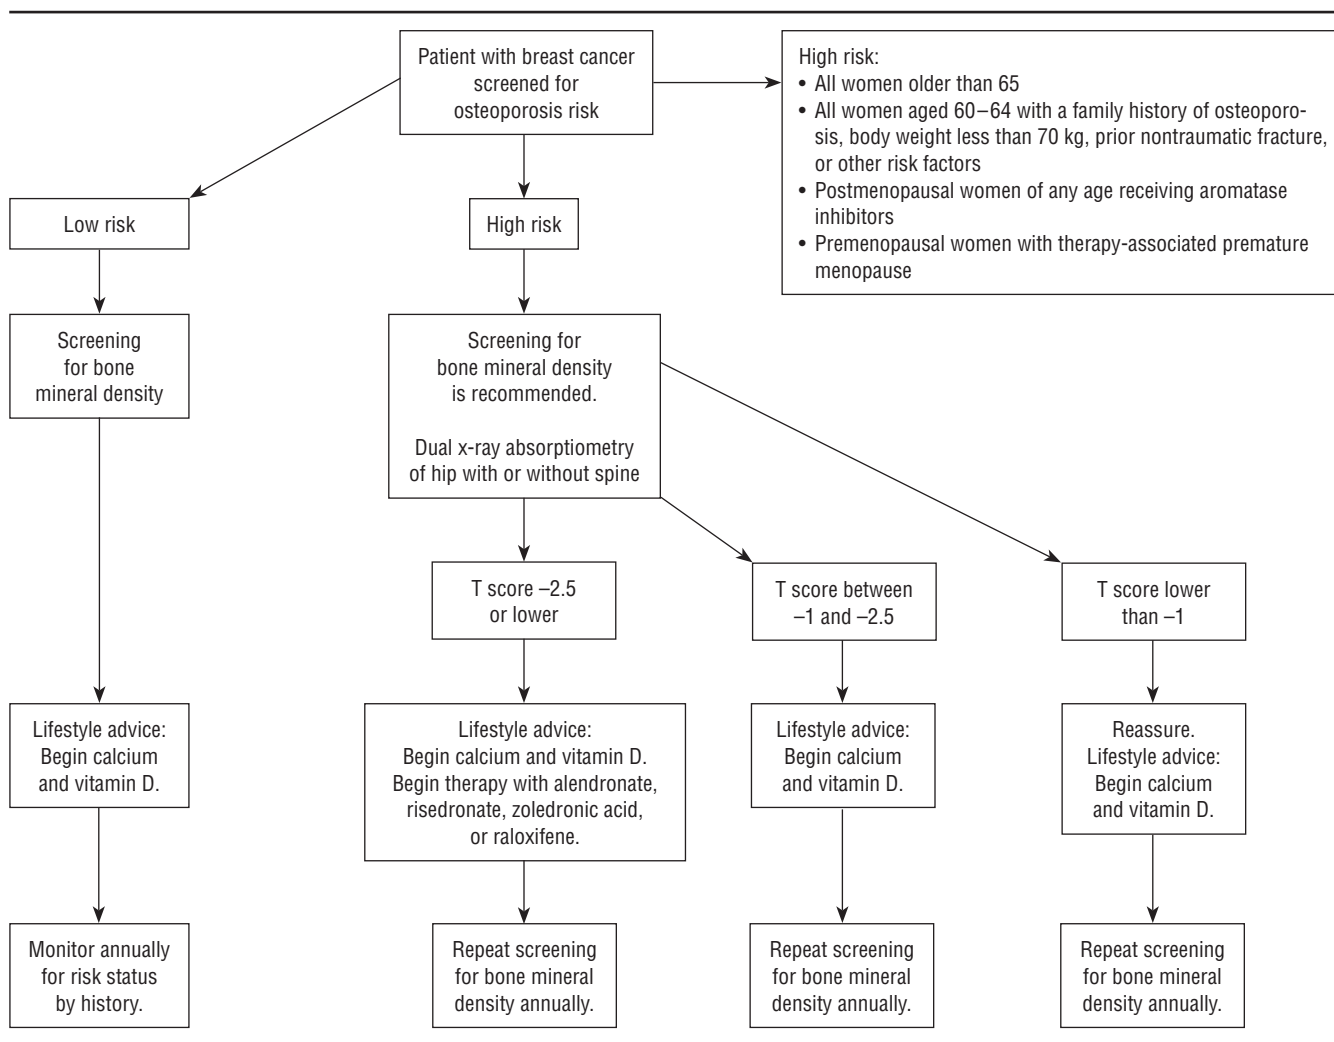 Patient with breast cancer
screened for
osteoporosis risk
High risk:
• All women older than 65
• All women aged 60–64 with a family history of osteoporo-
sis, body weight less than 70 kg, prior nontraumatic fracture,
or other risk factors
• Postmenopausal women of any age receiving aromatase
inhibitors
• Premenopausal women with therapy-associated premature
menopause
Low risk
High risk
Screening
for bone
mineral density
Screening for
bone mineral density
is recommended.
Dual x-ray absorptiometry
of hip with or without spine
T score –2.5
or lower
T score between
–1 and –2.5
T score lower
than –1
Lifestyle advice:
Begin calcium
and vitamin D.
Lifestyle advice:
Begin calcium and vitamin D.
Begin therapy with alendronate,
risedronate, zoledronic acid,
or raloxifene.
Lifestyle advice:
Begin calcium
and vitamin D.
Reassure.
Lifestyle advice:
Begin calcium
and vitamin D.
Monitor annually
for risk status
by history.
Repeat screening
for bone mineral
density annually.
Repeat screening
for bone mineral
density annually.
Repeat screening
for bone mineral
density annually.